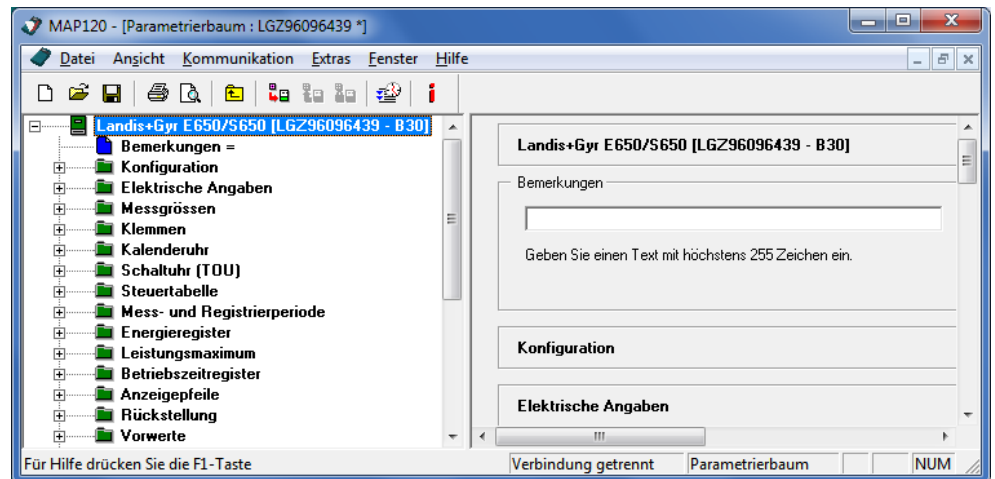 MAP120 - [Parametrierbaum : LGZ96096439 *]
Datei Ansicht Kommunikation Extras Fenster Hilfe
Landis+Gyr E650/S650 [LGZ96096439 - B30]
Bemerkungen =
Konfiguration
Elektrische Angaben
Messgrössen
Klemmen
Kalenderuhr
Schaltuhr (TOU)
Steuertabelle
Mess- und Registrierperiode
Energieregister
Leistungsmaximum
Betriebszeitregister
Anzeigepfeile
Rückstellung
Vorwerte
Landis+Gyr E650/S650 [LGZ96096439 - B30]
Bemerkungen
Geben Sie einen Text mit höchstens 255 Zeichen ein.
Konfiguration
Elektrische Angaben
Für Hilfe drücken Sie die F1-Taste
Verbindung getrennt
Parametrierbaum
NUM